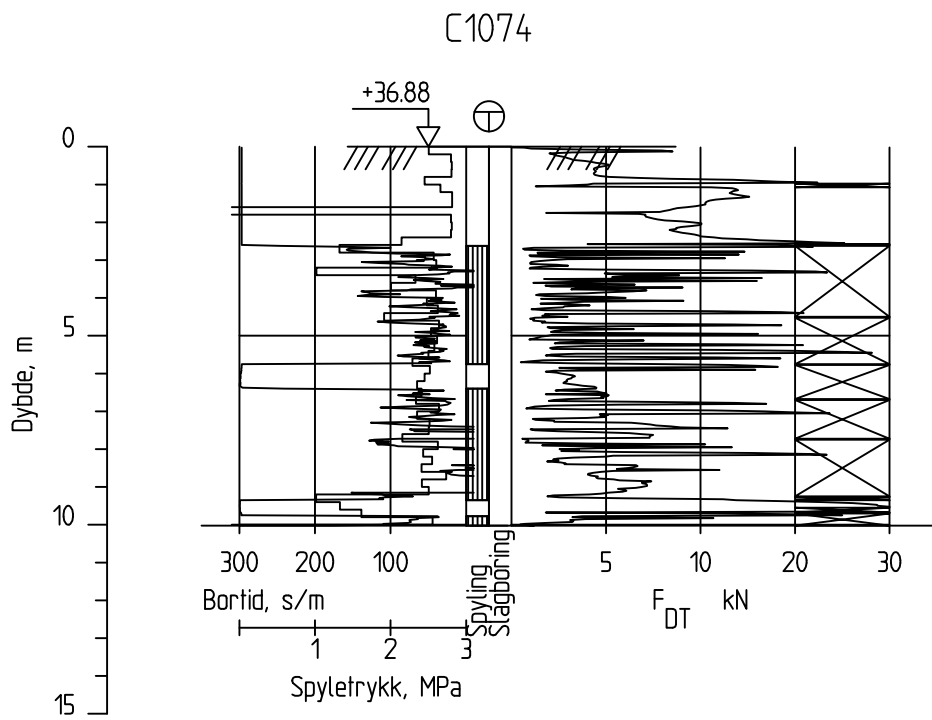 C1074
+36.88
0
5
10
15
Dybde, m
300 200 100
5 10 20 30
Bortid, s/m
Spyling
Slagboring
F DT kN
1 2 3
Spyletrykk, MPa